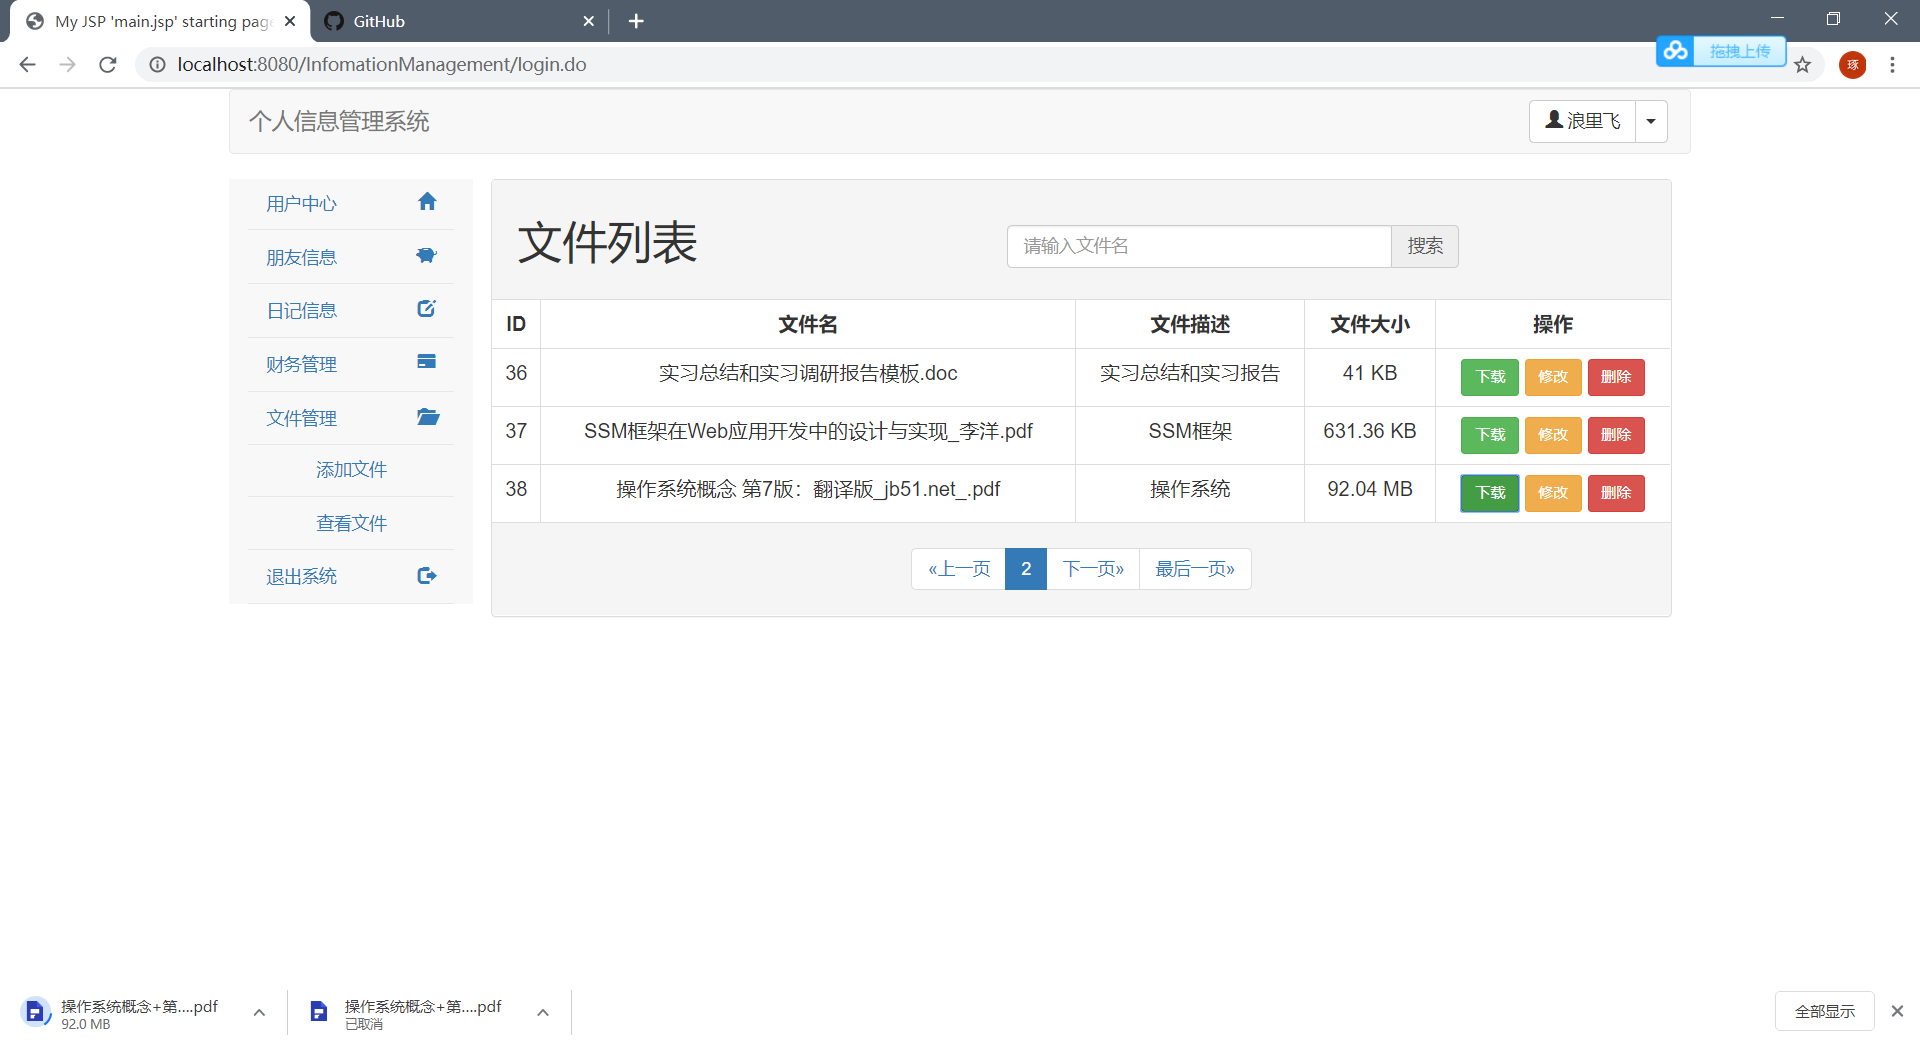 My JSP 'main.jsp' starting page
GitHub
localhost:8080/InfomationManagement/login.do
拖拽上传
琢
个人信息管理系统
浪里飞
用户中心
朋友信息
日记信息
财务管理
文件管理
添加文件
查看文件
退出系统
文件列表
请输入文件名 搜索
ID 文件名 文件描述 文件大小 操作
36 实习总结和实习调研报告模板.doc 实习总结和实习报告 41 KB 下载 修改 删除
37 SSM框架在Web应用开发中的设计与实现_李洋.pdf SSM框架 631.36 KB 下载 修改 删除
38 操作系统概念 第7版：翻译版_jb51.net_.pdf 操作系统 92.04 MB 下载 修改 删除
«上一页 2 下一页» 最后一页»
操作系统概念+第....pdf
92.0 MB
操作系统概念+第....pdf
已取消
全部显示